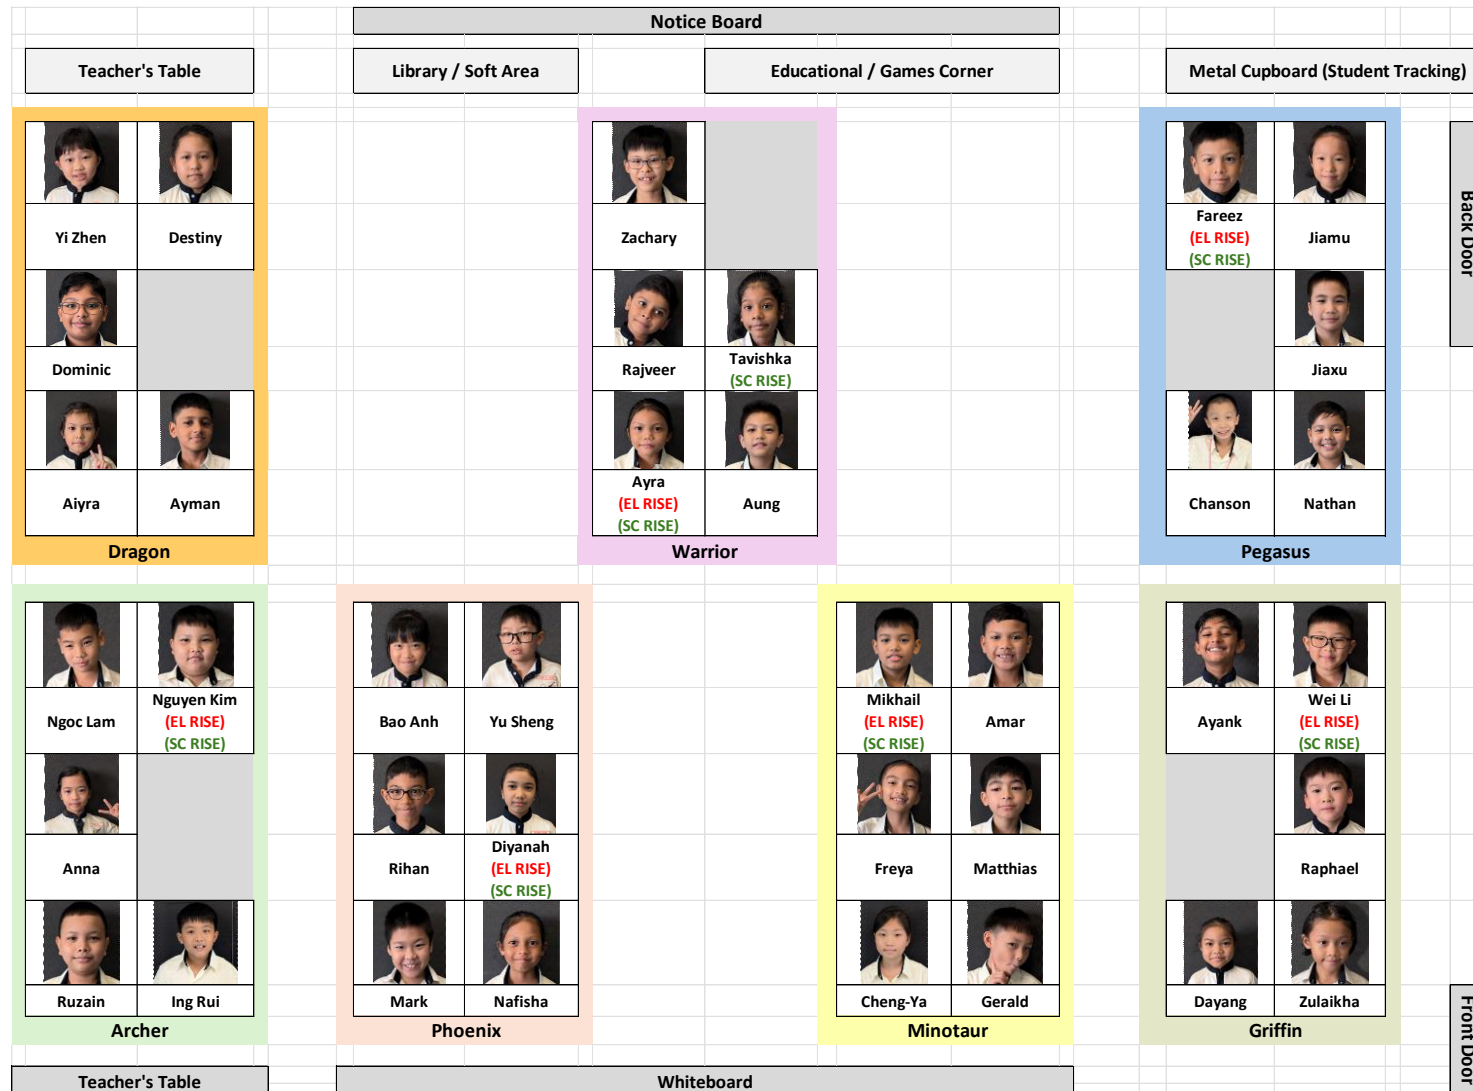 Notice Board
Teacher's Table
Library / Soft Area
Educational / Games Corner
Metal Cupboard (Student Tracking)
Yi Zhen
Destiny
Dominic
Aiyra
Ayman
Dragon
Zachary
Rajveer
Tavishka
(SC RISE)
Ayra
(EL RISE)
(SC RISE)
Aung
Warrior
Fareez
(EL RISE)
(SC RISE)
Jiamu
Jiaxu
Chanson
Nathan
Pegasus
Back Door
Ngoc Lam
Nguyen Kim
(EL RISE)
(SC RISE)
Anna
Ruzain
Ing Rui
Archer
Bao Anh
Yu Sheng
Rihan
Diyanah
(EL RISE)
(SC RISE)
Mark
Nafisha
Phoenix
Mikhail
(EL RISE)
(SC RISE)
Amar
Freya
Matthias
Cheng-Ya
Gerald
Minotaur
Ayank
Wei Li
(EL RISE)
(SC RISE)
Raphael
Dayang
Zulaikha
Griffin
Front Door
Teacher's Table
Whiteboard